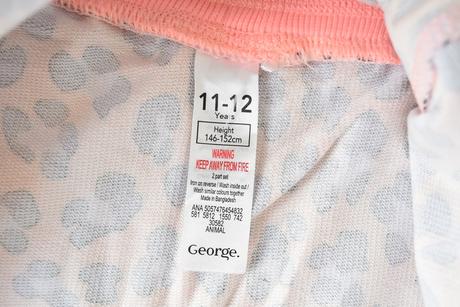 11-12
Years
Height
146-152cm
WARNING
KEEP AWAY FROM FIRE
2 part set
Iron on reverse / Wash inside out /
Wash similar colours together
Made in Bangladesh
ANA 5057476454832
581 5812 1550 742
30582
ANIMAL
George.